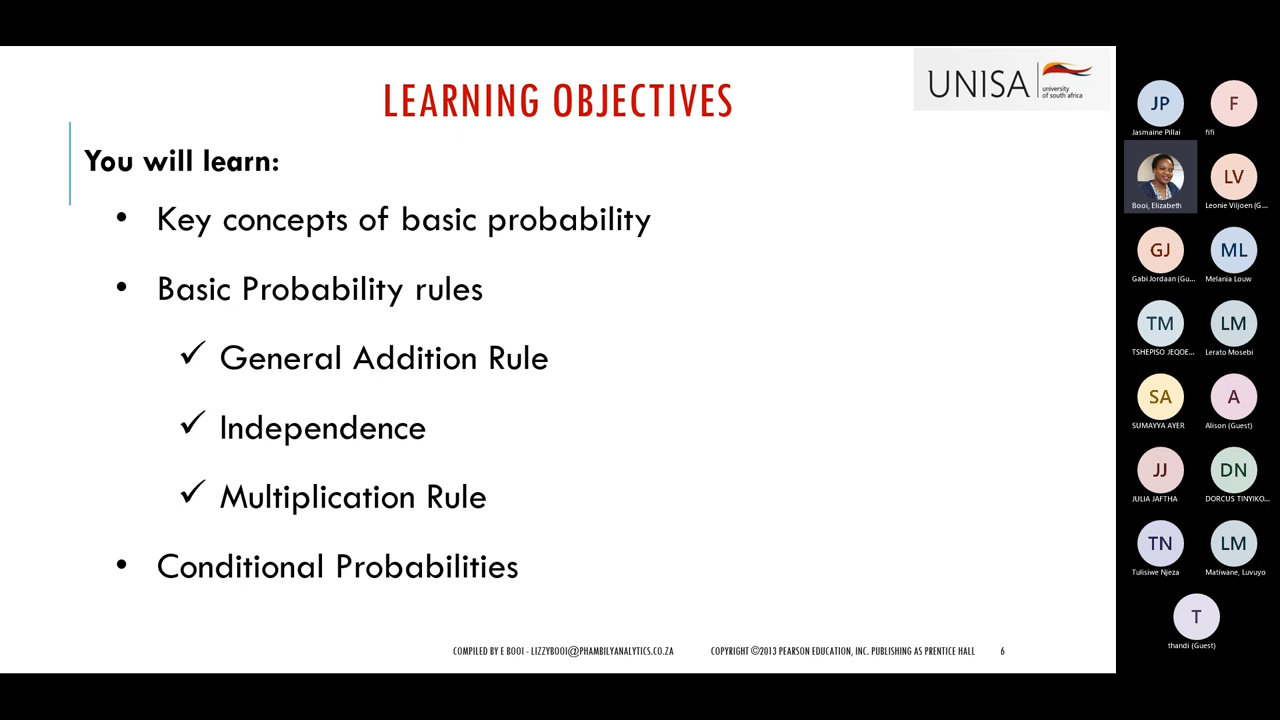 LEARNING OBJECTIVES
UNISA
university
of south africa
You will learn:
• Key concepts of basic probability
• Basic Probability rules
✓ General Addition Rule
✓ Independence
✓ Multiplication Rule
• Conditional Probabilities
COMPILED BY E BOOI - LIZZYBOOI@PHAMBILYANALYTICS.CO.ZA COPYRIGHT ©2013 PEARSON EDUCATION, INC. PUBLISHING AS PRENTICE HALL 6
JP F
Jasmaine Pillai fifi
LV
Booi, Elizabeth Leonie Viljoen (G...
GJ ML
Gabi Jordaan (Gu... Melania Louw
TM LM
TSHEPISO JEQOE... Lerato Mosebi
SA A
SUMAYYA AYER Alison (Guest)
JJ DN
JULIA JAFTHA DORCUS TINYIKO...
TN LM
Tulisiwe Njeza Matiwane, Luvuyo
T
thandi (Guest)